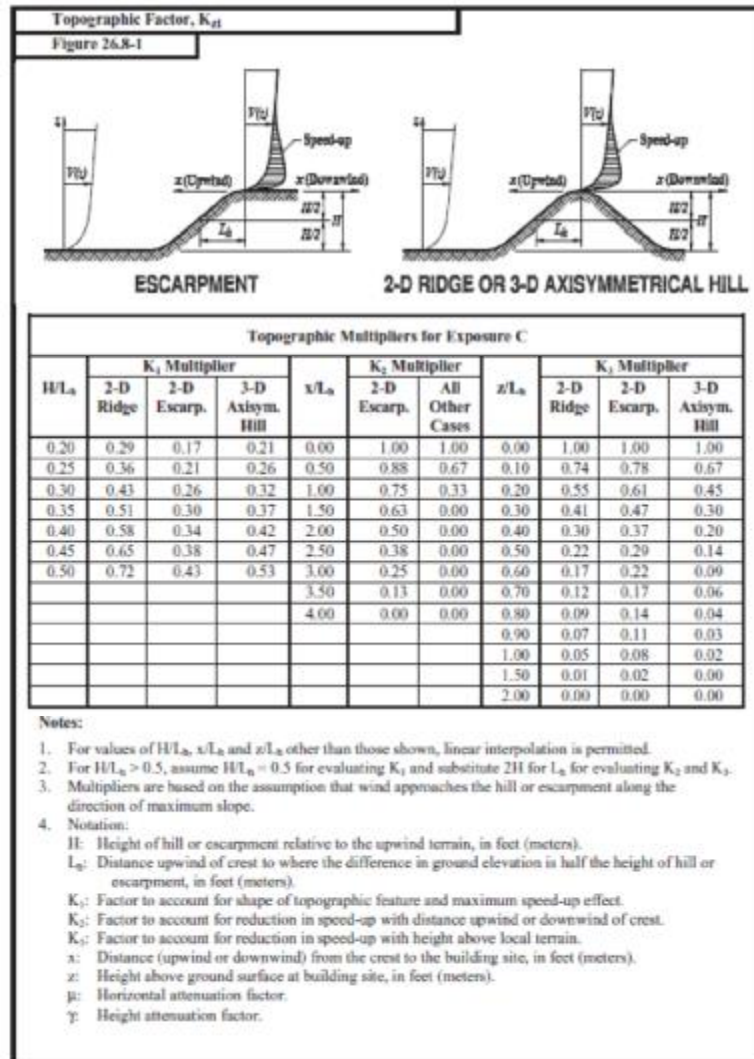 Topographic Factor, Kzt
Figure 26.8-1
z
V(z)
x(Upwind)
V(z)
Speed-up
x(Downwind)
H/2
H
H/2
Lh
ESCARPMENT
z
V(z)
x(Upwind)
V(z)
Speed-up
x(Downwind)
H/2
H
H/2
Lh
2-D RIDGE OR 3-D AXISYMMETRICAL HILL
Topographic Multipliers for Exposure C
H/Lh K1 Multiplier x/Lh K2 Multiplier z/Lh K3 Multiplier
2-D Ridge 2-D Escarp. 3-D Axisym. Hill 2-D Escarp. All Other Cases 2-D Ridge 2-D Escarp. 3-D Axisym. Hill
0.20 0.29 0.17 0.21 0.00 1.00 1.00 0.00 1.00 1.00 1.00
0.25 0.36 0.21 0.26 0.50 0.88 0.67 0.10 0.74 0.78 0.67
0.30 0.43 0.26 0.32 1.00 0.75 0.33 0.20 0.55 0.61 0.45
0.35 0.51 0.30 0.37 1.50 0.63 0.00 0.30 0.41 0.47 0.30
0.40 0.58 0.34 0.42 2.00 0.50 0.00 0.40 0.30 0.37 0.20
0.45 0.65 0.38 0.47 2.50 0.38 0.00 0.50 0.22 0.29 0.14
0.50 0.72 0.43 0.53 3.00 0.25 0.00 0.60 0.17 0.22 0.09
3.50 0.13 0.00 0.70 0.12 0.17 0.06
4.00 0.00 0.00 0.80 0.09 0.14 0.04
0.90 0.07 0.11 0.03
1.00 0.05 0.08 0.02
1.50 0.01 0.02 0.00
2.00 0.00 0.00 0.00
Notes:
1. For values of H/Lh, x/Lh and z/Lh other than those shown, linear interpolation is permitted.
2. For H/Lh > 0.5, assume H/Lh = 0.5 for evaluating K1 and substitute 2H for Lh for evaluating K2 and K3.
3. Multipliers are based on the assumption that wind approaches the hill or escarpment along the
direction of maximum slope.
4. Notation:
H: Height of hill or escarpment relative to the upwind terrain, in feet (meters).
Lh: Distance upwind of crest to where the difference in ground elevation is half the height of hill or
escarpment, in feet (meters).
K1: Factor to account for shape of topographic feature and maximum speed-up effect.
K2: Factor to account for reduction in speed-up with distance upwind or downwind of crest.
K3: Factor to account for reduction in speed-up with height above local terrain.
x: Distance (upwind or downwind) from the crest to the building site, in feet (meters).
z: Height above ground surface at building site, in feet (meters).
μ: Horizontal attenuation factor.
γ: Height attenuation factor.